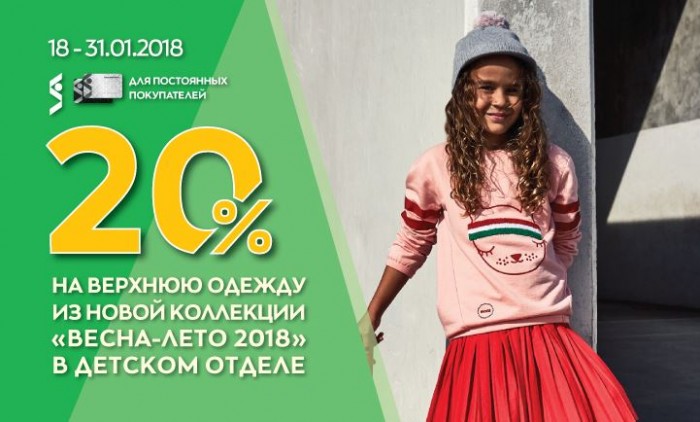 18 - 31.01.2018
ДЛЯ ПОСТОЯННЫХ
ПОКУПАТЕЛЕЙ
20%
НА ВЕРХНЮЮ ОДЕЖДУ
ИЗ НОВОЙ КОЛЛЕКЦИИ
«ВЕСНА-ЛЕТО 2018»
В ДЕТСКОМ ОТДЕЛЕ